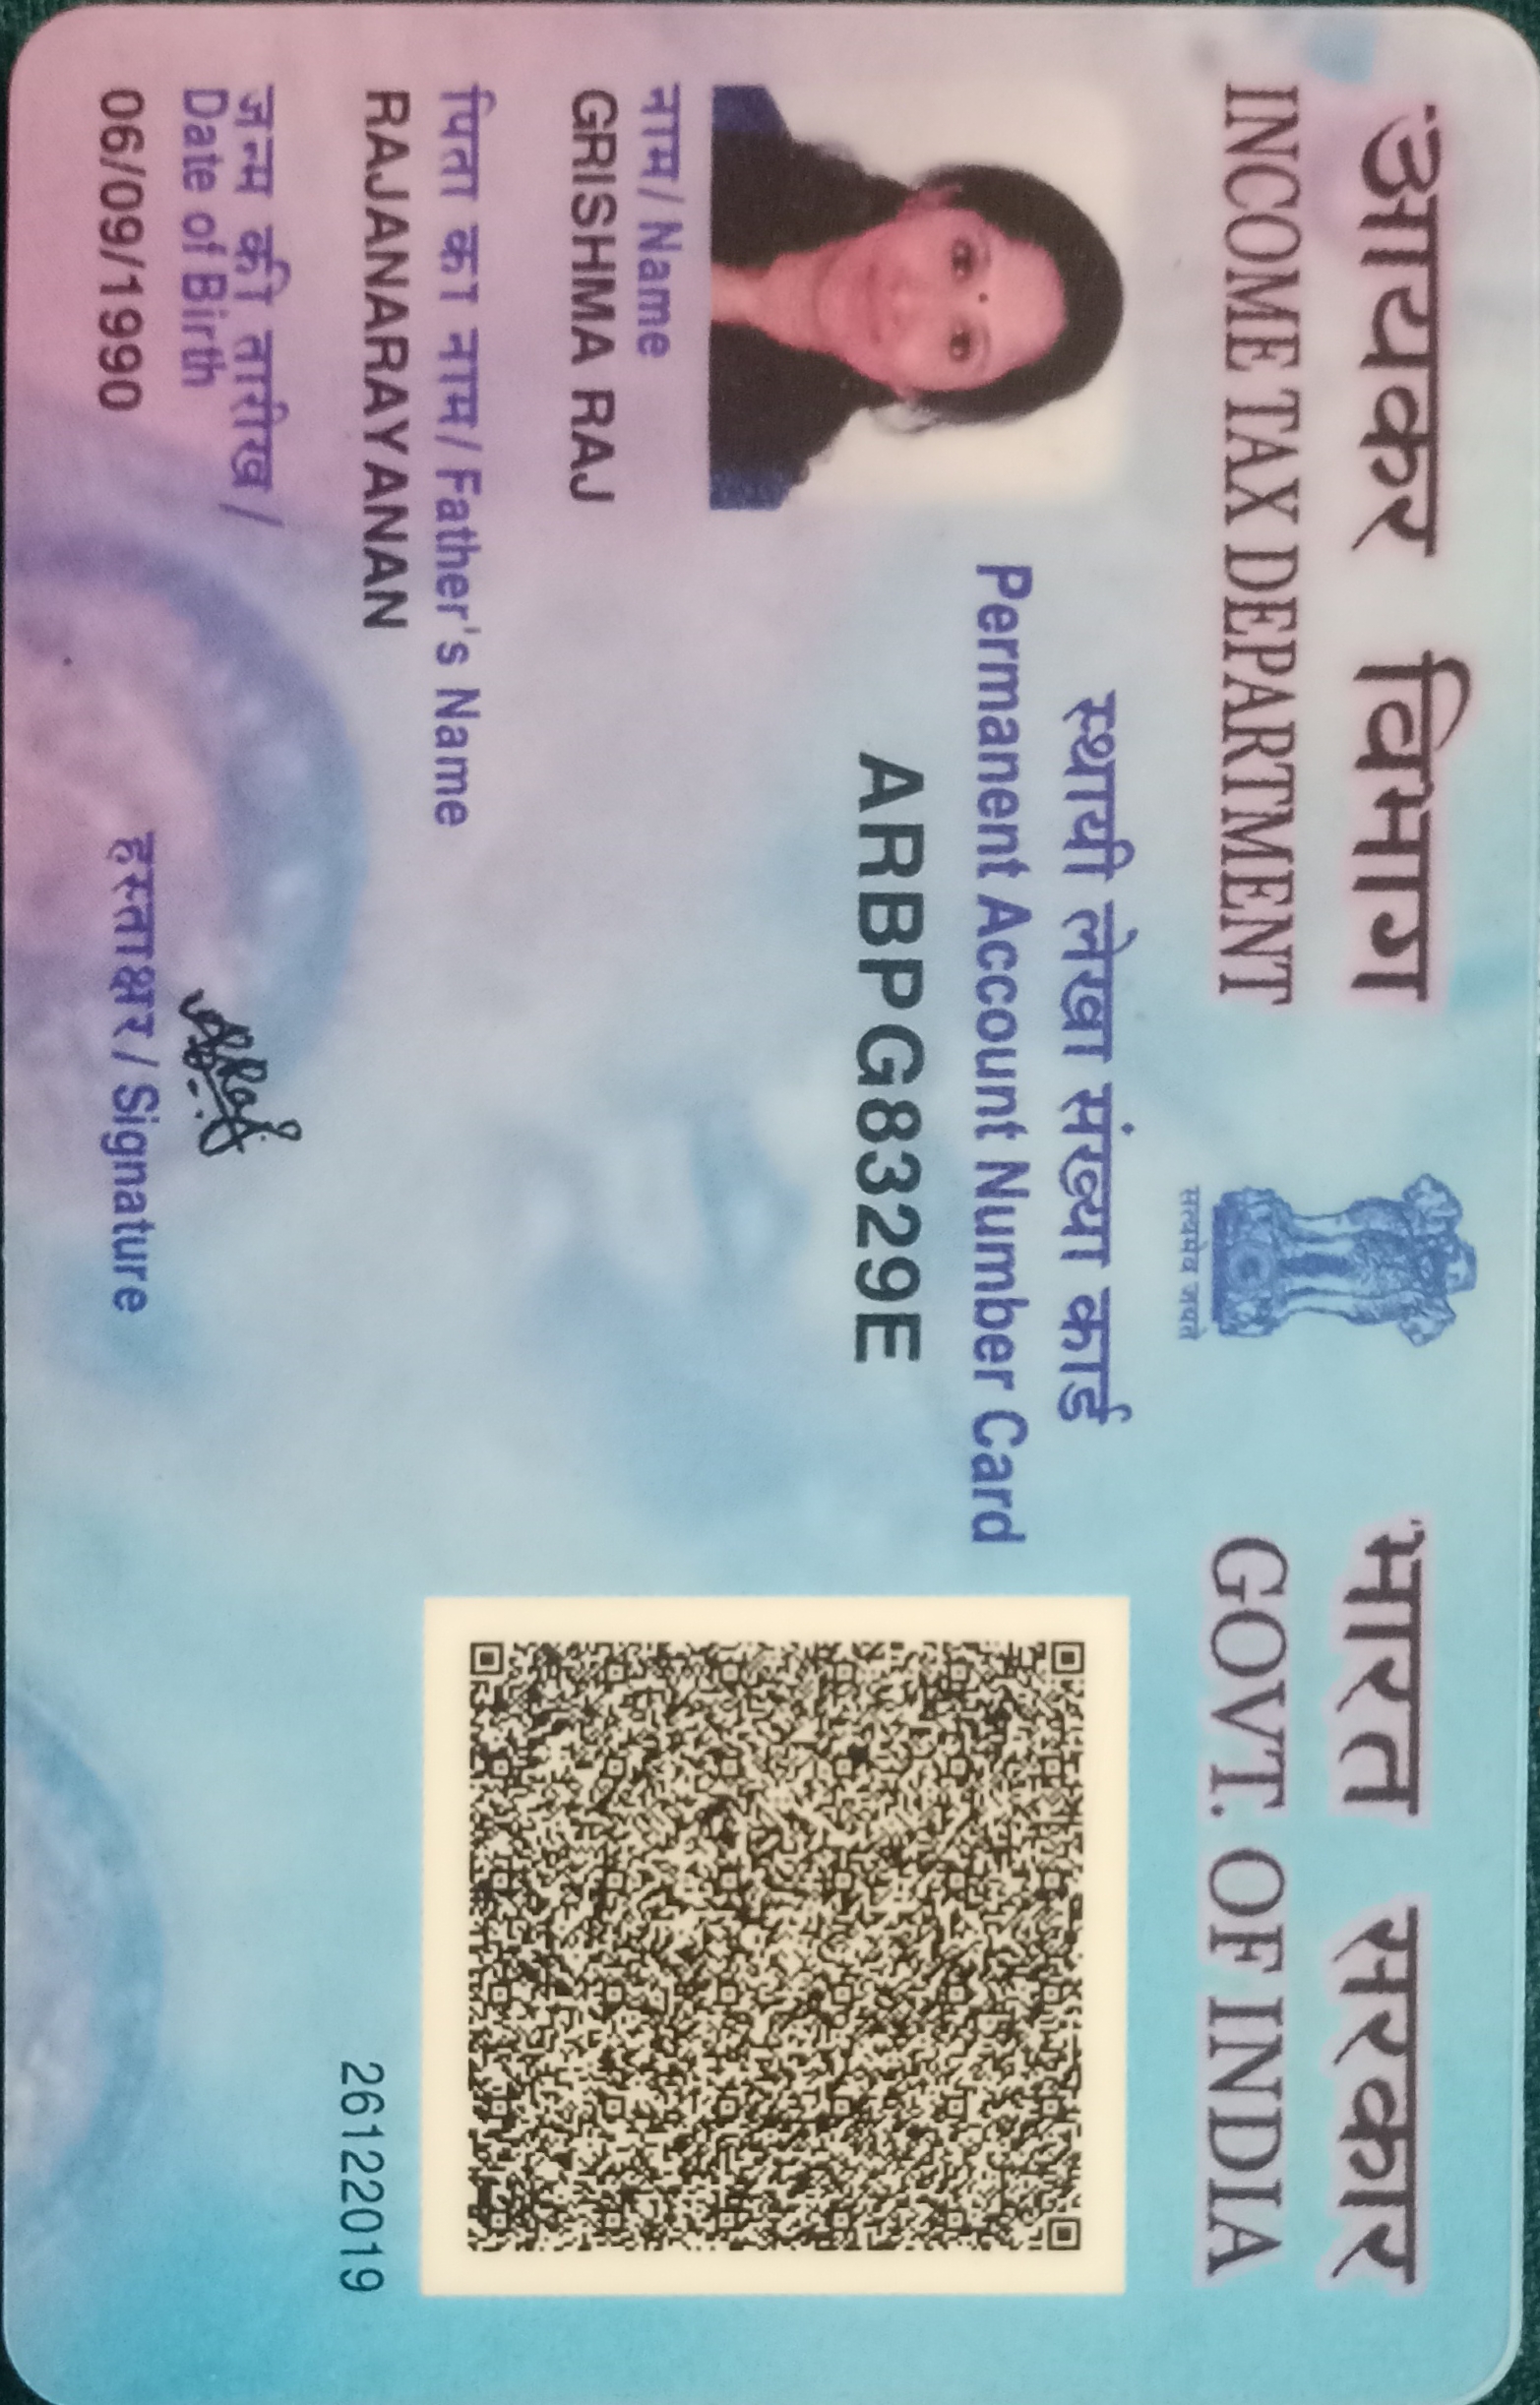 आयकर विभाग
INCOME TAX DEPARTMENT
सत्यमेव जयते
भारत सरकार
GOVT. OF INDIA
स्थायी लेखा संख्या कार्ड
Permanent Account Number Card
ARBPG8329E
नाम / Name
GRISHMA RAJ
पिता का नाम / Father's Name
RAJANARAYANAN
जन्म की तारीख /
Date of Birth
06/09/1990
हस्ताक्षर / Signature
26122019